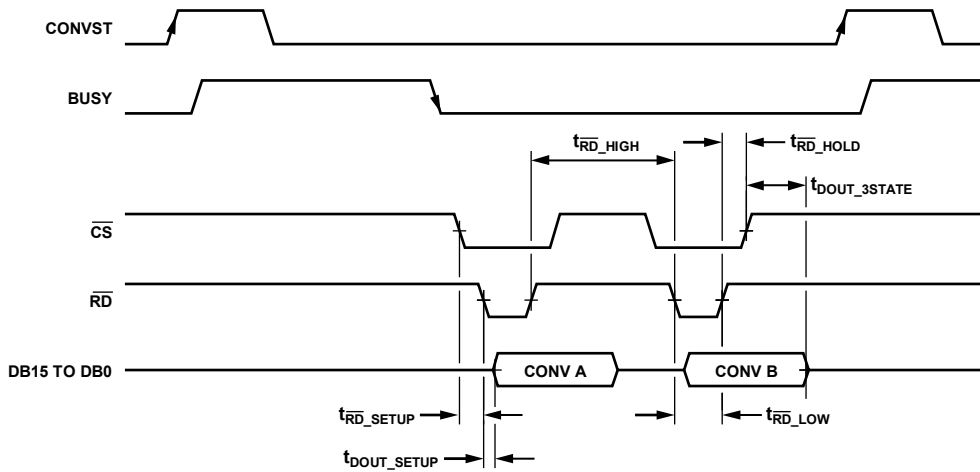 CONVST
BUSY
tRD_HIGH
tRD_HOLD
tDOUT_3STATE
CS
RD
DB15 TO DB0
CONV A
CONV B
tRD_SETUP
tRD_LOW
tDOUT_SETUP